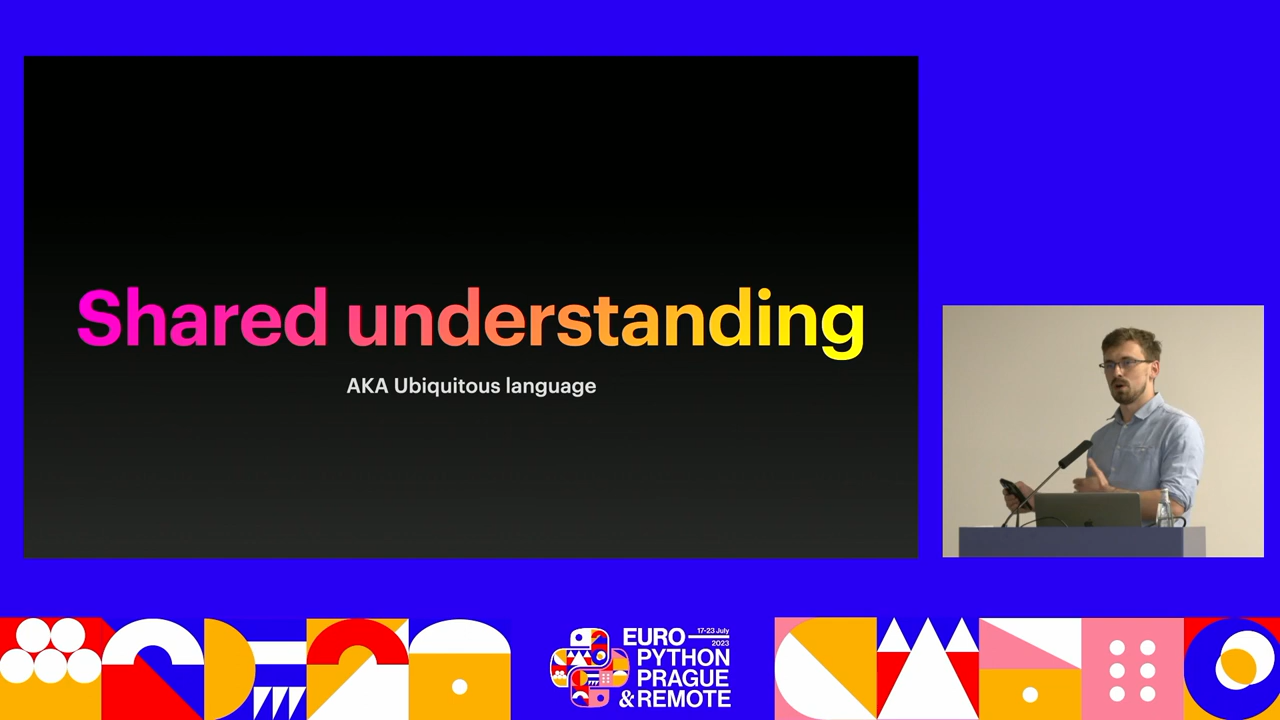 Shared understanding
AKA Ubiquitous language
17-23 July
2023
EURO
PYTHON
PRAGUE
& REMOTE